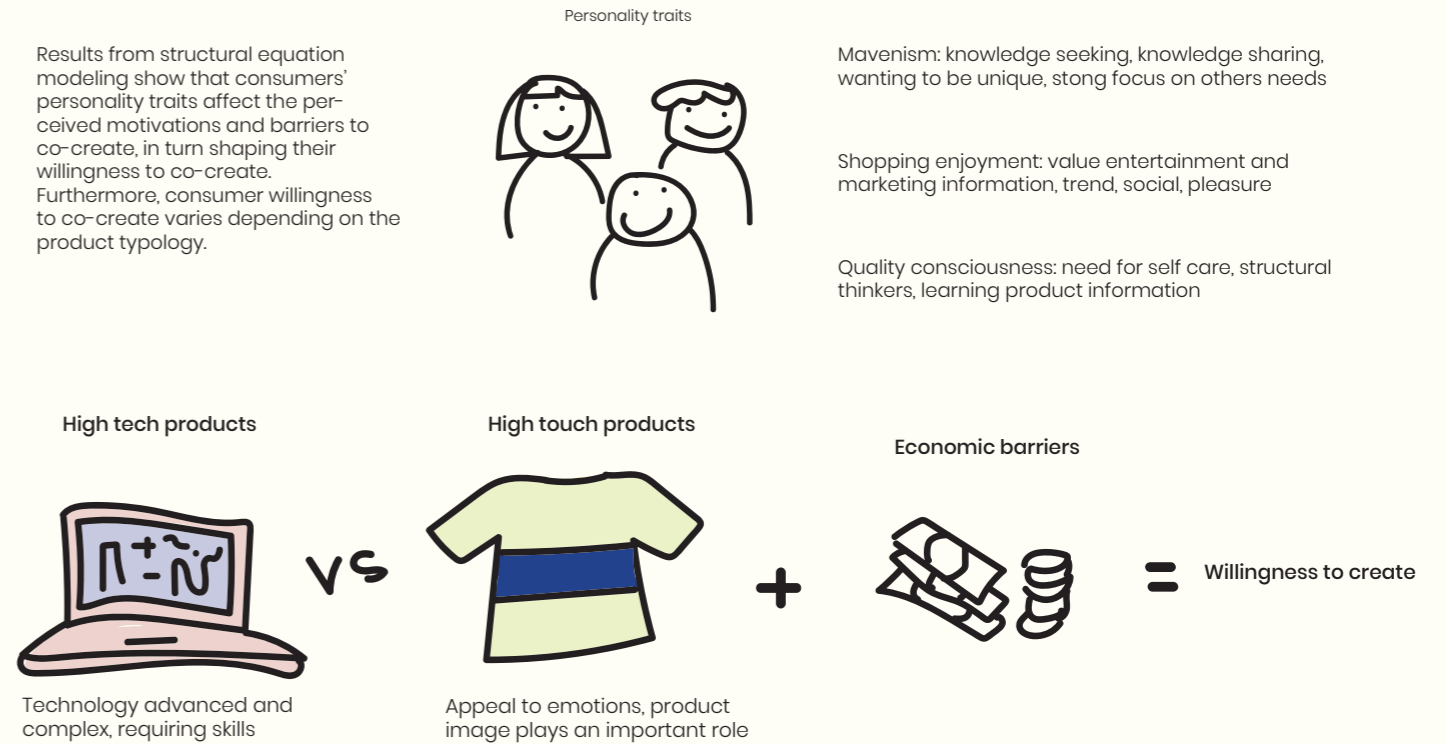 Personality traits
Results from structural equation
modeling show that consumers’
personality traits affect the per-
ceived motivations and barriers to
co-create, in turn shaping their
willingness to co-create.
Furthermore, consumer willingness
to co-create varies depending on the
product typology.
Mavenism: knowledge seeking, knowledge sharing,
wanting to be unique, stong focus on others needs
Shopping enjoyment: value entertainment and
marketing information, trend, social, pleasure
Quality consciousness: need for self care, structural
thinkers, learning product information
High tech products
High touch products
Economic barriers
vs
+
=
Willingness to create
Technology advanced and
complex, requiring skills
Appeal to emotions, product
image plays an important role